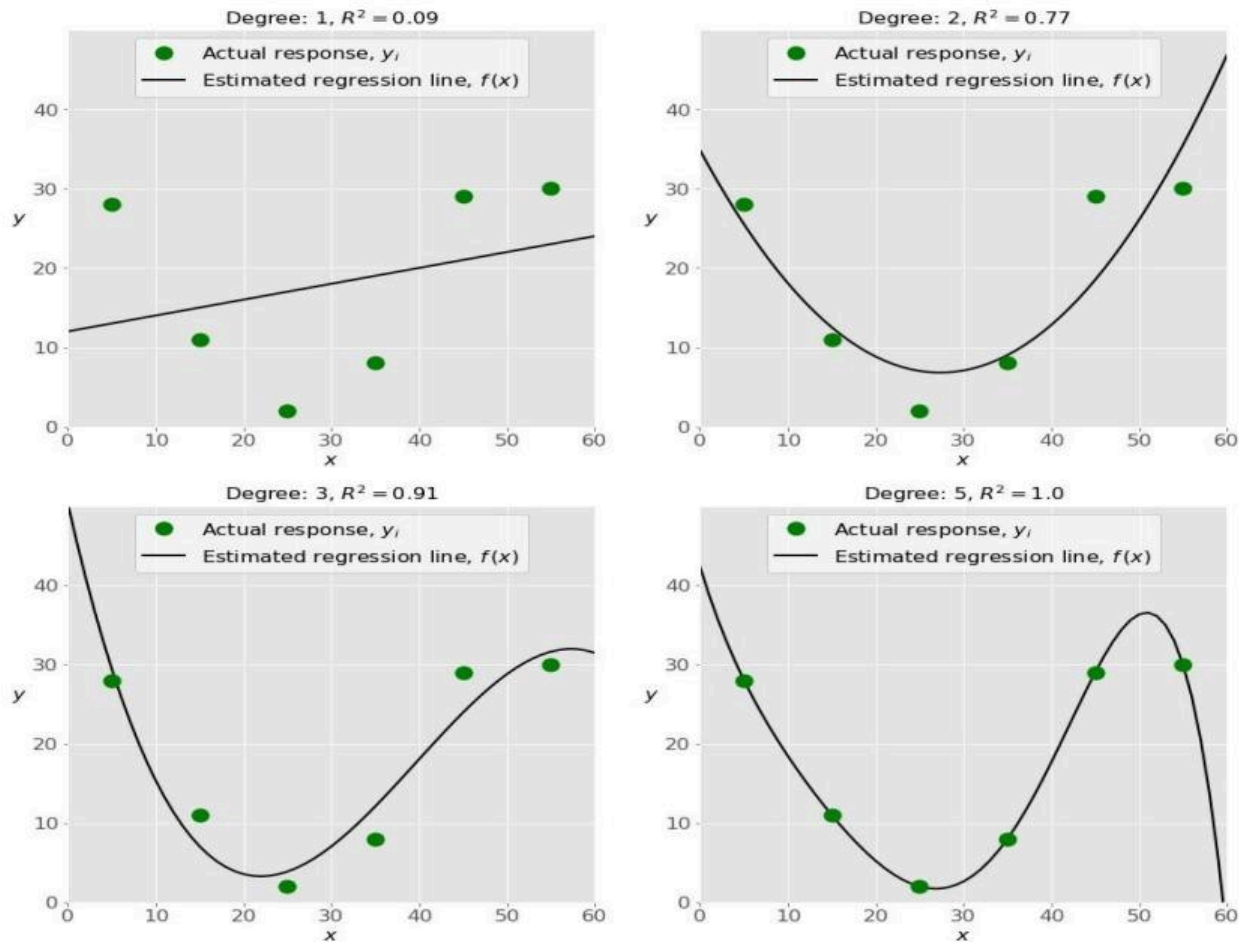 Degree: 1, R² = 0.09
Actual response, yᵢ
Estimated regression line, f(x)
40
30
y
20
10
0
0 10 20 30 40 50 60
x
Degree: 2, R² = 0.77
Actual response, yᵢ
Estimated regression line, f(x)
40
30
y
20
10
0
0 10 20 30 40 50 60
x
Degree: 3, R² = 0.91
Actual response, yᵢ
Estimated regression line, f(x)
40
30
y
20
10
0
0 10 20 30 40 50 60
x
Degree: 5, R² = 1.0
Actual response, yᵢ
Estimated regression line, f(x)
40
30
y
20
10
0
0 10 20 30 40 50 60
x